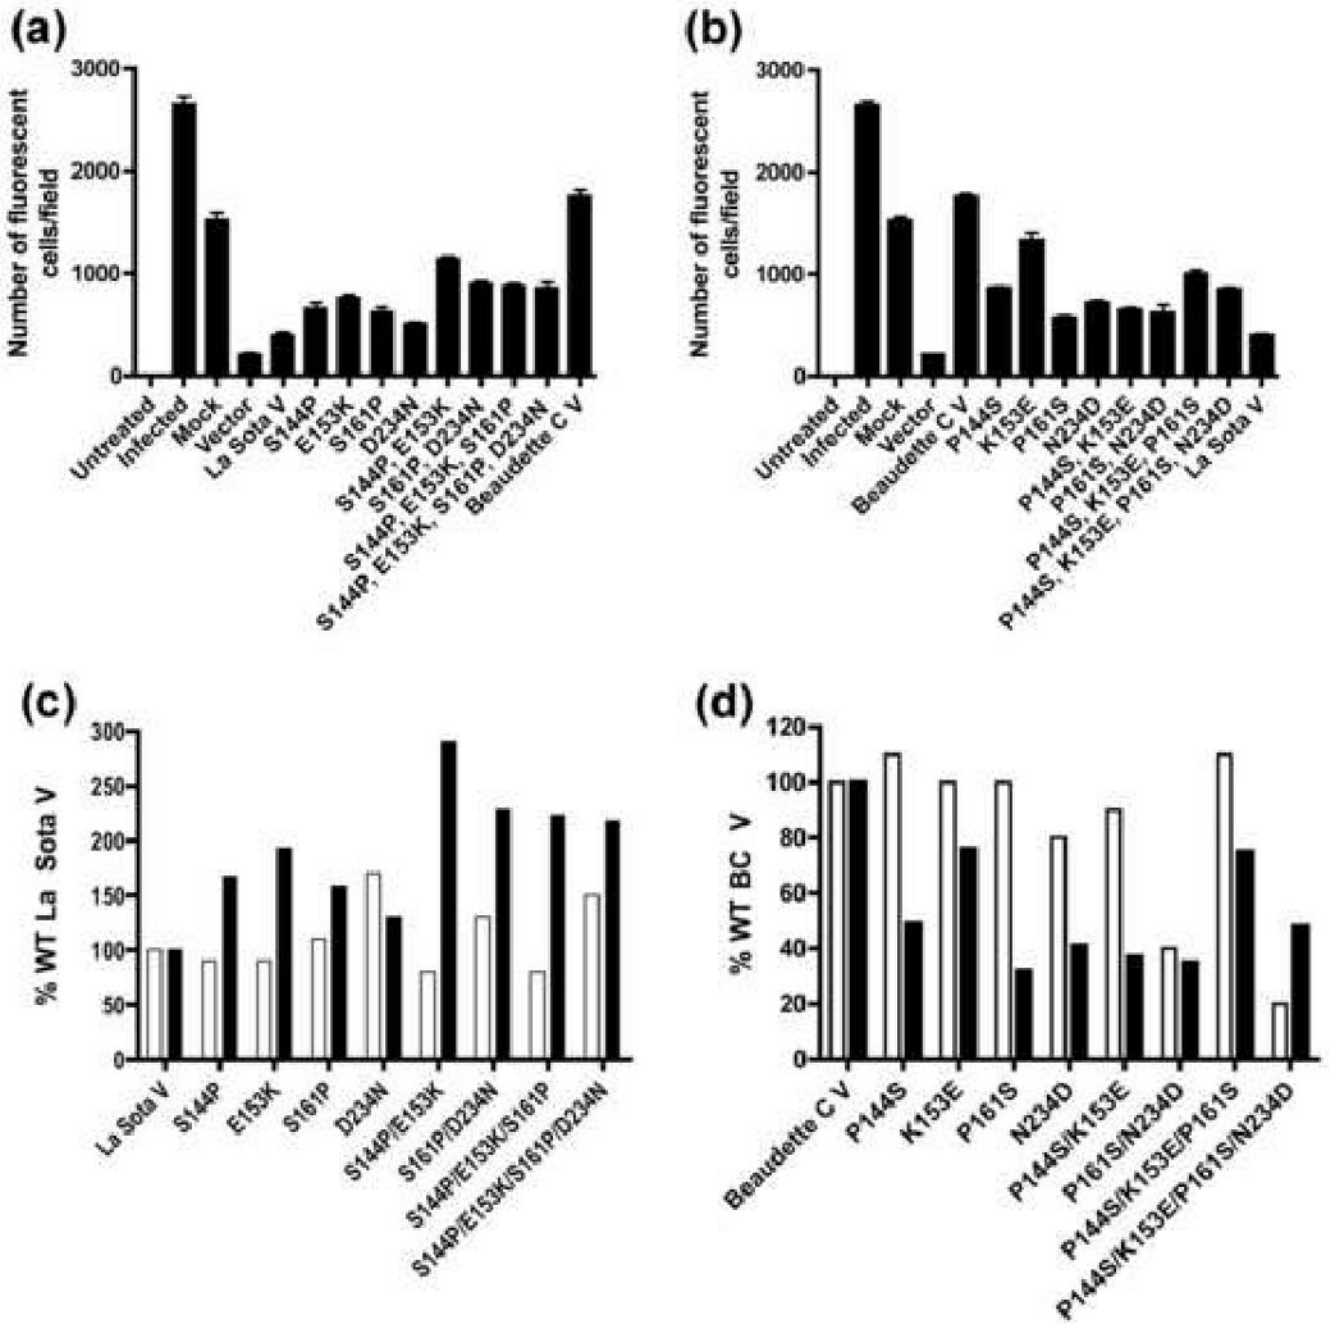 (a)
Number of fluorescent
cells/field
3000
2000
1000
0
Untreated
Infected
Mock
Vector
La Sota V
S144P
E153K
S161P
D234N
S144P, E153K
S161P, D234N
S144P, E153K, S161P
S144P, E153K, S161P, D234N
Beaudette C V
(b)
Number of fluorescent
cells/field
3000
2000
1000
0
Untreated
Infected
Mock
Vector
Beaudette C V
P144S
K153E
P161S
N234D
P144S, K153E
P161S, N234D
P144S, K153E, P161S
P144S, K153E, P161S, N234D
La Sota V
(c)
% WT La Sota V
300
250
200
150
100
50
0
La Sota V
S144P
E153K
S161P
D234N
S144P/E153K
S161P/D234N
S144P/E153K/S161P
S144P/E153K/S161P/D234N
(d)
% WT BC V
120
100
80
60
40
20
0
Beaudette C V
P144S
K153E
P161S
N234D
P144S/K153E
P161S/N234D
P144S/K153E/P161S
P144S/K153E/P161S/N234D